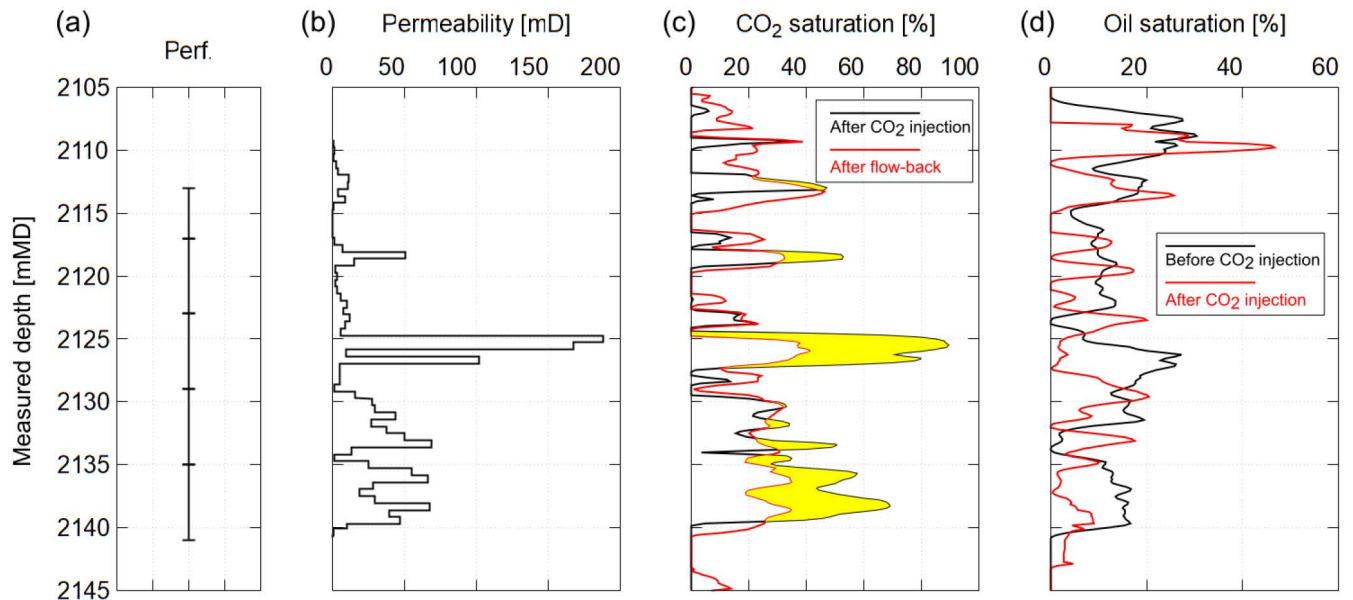 (a)
Perf.
(b)
Permeability [mD]
0 50 100 150 200
(c)
CO2 saturation [%]
0 20 40 60 80 100
(d)
Oil saturation [%]
0 20 40 60
Measured depth [mMD]
2105
2110
2115
2120
2125
2130
2135
2140
2145
After CO2 injection
After flow-back
Before CO2 injection
After CO2 injection